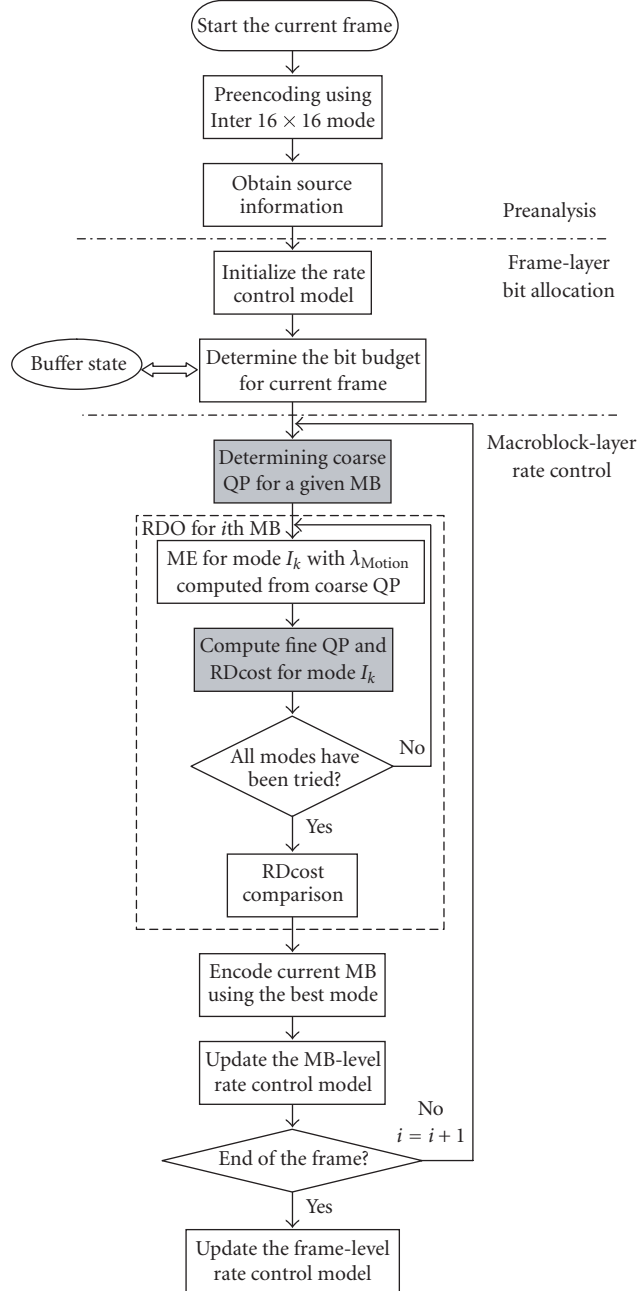 Start the current frame
Preencoding using
Inter 16 × 16 mode
Obtain source
information
Preanalysis
Frame-layer
bit allocation
Initialize the rate
control model
Buffer state
Determine the bit budget
for current frame
Macroblock-layer
rate control
Determining coarse
QP for a given MB
RDO for ith MB
ME for mode I_k with λ_Motion
computed from coarse QP
Compute fine QP and
RDcost for mode I_k
All modes have
been tried?
No
Yes
RDcost
comparison
Encode current MB
using the best mode
Update the MB-level
rate control model
No
i = i + 1
End of the frame?
Yes
Update the frame-level
rate control model